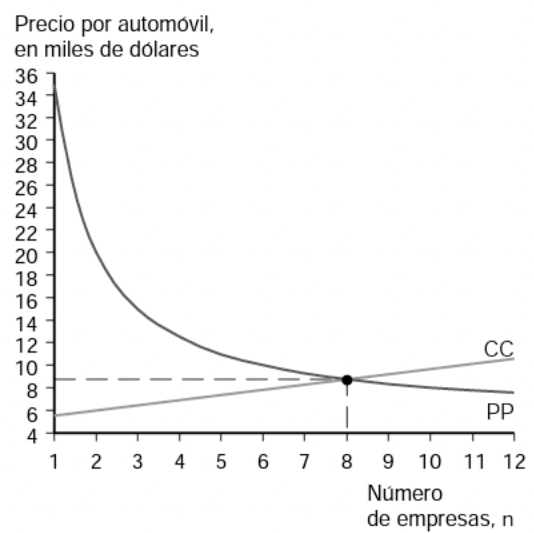 Precio por automóvil,
en miles de dólares
36
34
32
30
28
26
24
22
20
18
16
14
12
10
8
6
4
CC
PP
1 2 3 4 5 6 7 8 9 10 11 12
Número
de empresas, n